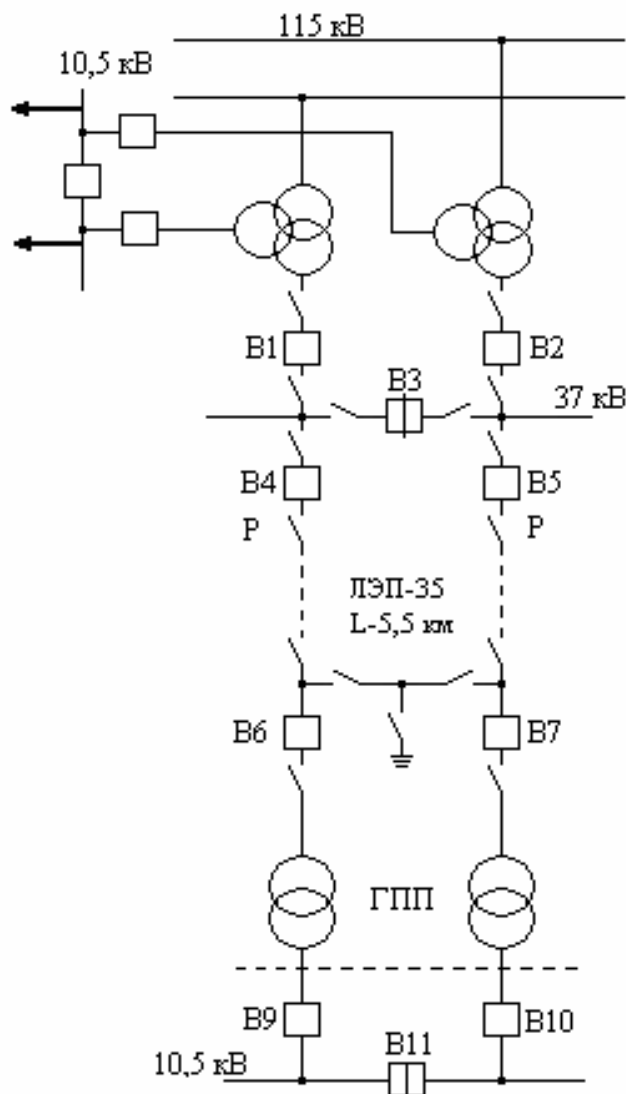 115 кВ
10,5 кВ
В1
В2
В3
37 кВ
В4
В5
Р
Р
ЛЭП-35
L-5,5 км
В6
В7
ГПП
В9
В10
В11
10,5 кВ